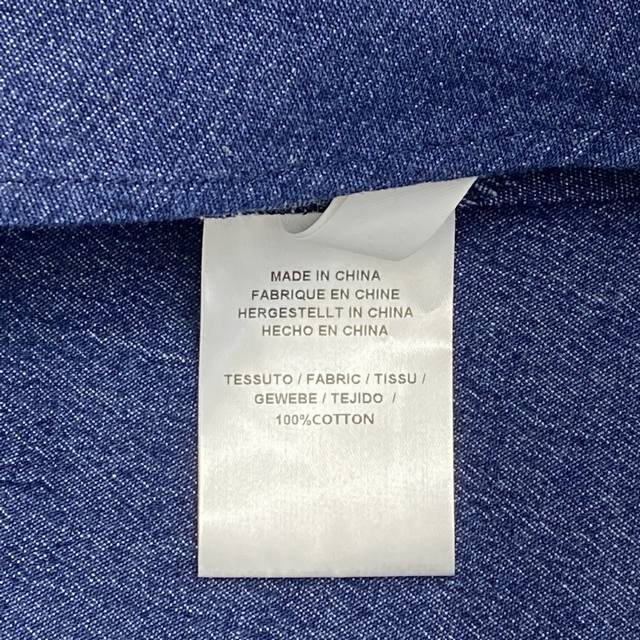 MADE IN CHINA
FABRIQUE EN CHINE
HERGESTELLT IN CHINA
HECHO EN CHINA
TESSUTO / FABRIC / TISSU /
GEWEBE / TEJIDO /
100%COTTON